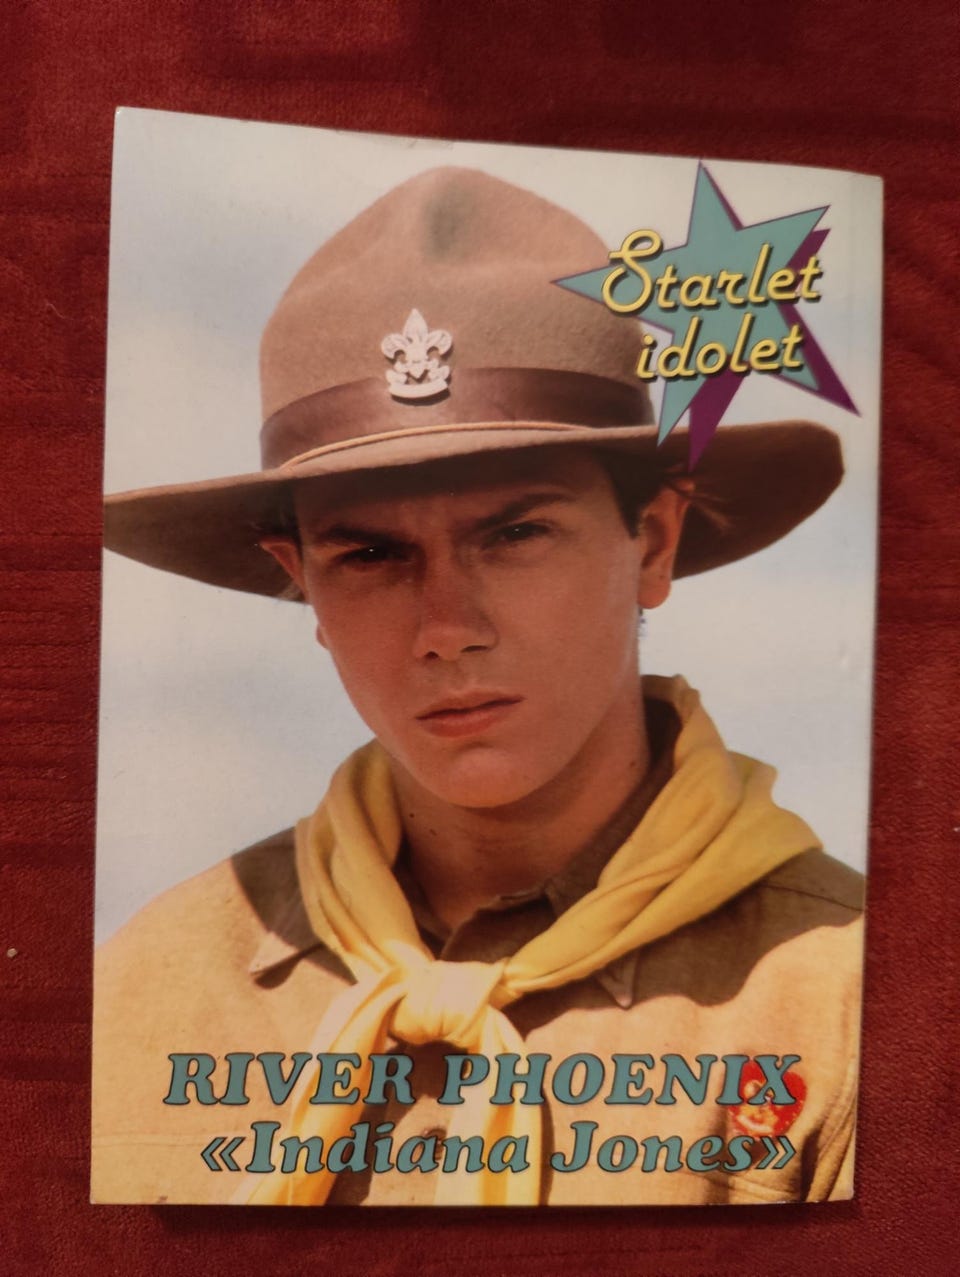 Starlet
idolet
RIVER PHOENIX
«Indiana Jones»